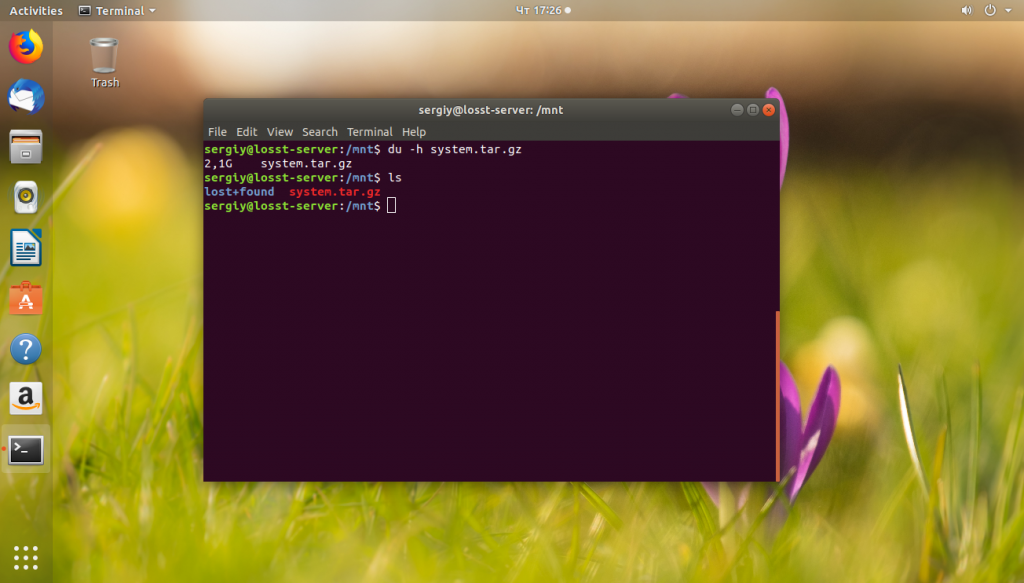 Activities Terminal Чт 17:26
Trash
sergiy@losst-server: /mnt
File Edit View Search Terminal Help
sergiy@losst-server:/mnt$ du -h system.tar.gz
2,1G    system.tar.gz
sergiy@losst-server:/mnt$ ls
lost+found  system.tar.gz
sergiy@losst-server:/mnt$